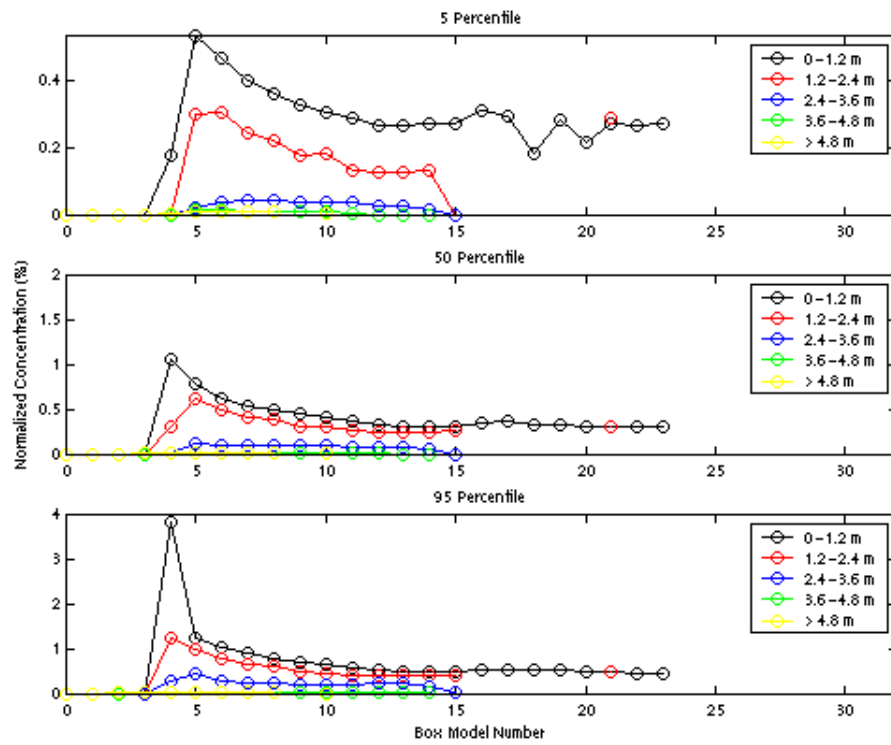 5 Percentile
0.4
0.2
0
0 5 10 15 20 25 30
0-1.2 m
1.2-2.4 m
2.4-3.6 m
3.6-4.8 m
> 4.8 m
50 Percentile
Normalized Concentration (%)
2
1.5
1
0.5
0
0 5 10 15 20 25 30
0-1.2 m
1.2-2.4 m
2.4-3.6 m
3.6-4.8 m
> 4.8 m
95 Percentile
4
3
2
1
0
0 5 10 15 20 25 30
0-1.2 m
1.2-2.4 m
2.4-3.6 m
3.6-4.8 m
> 4.8 m
Box Model Number